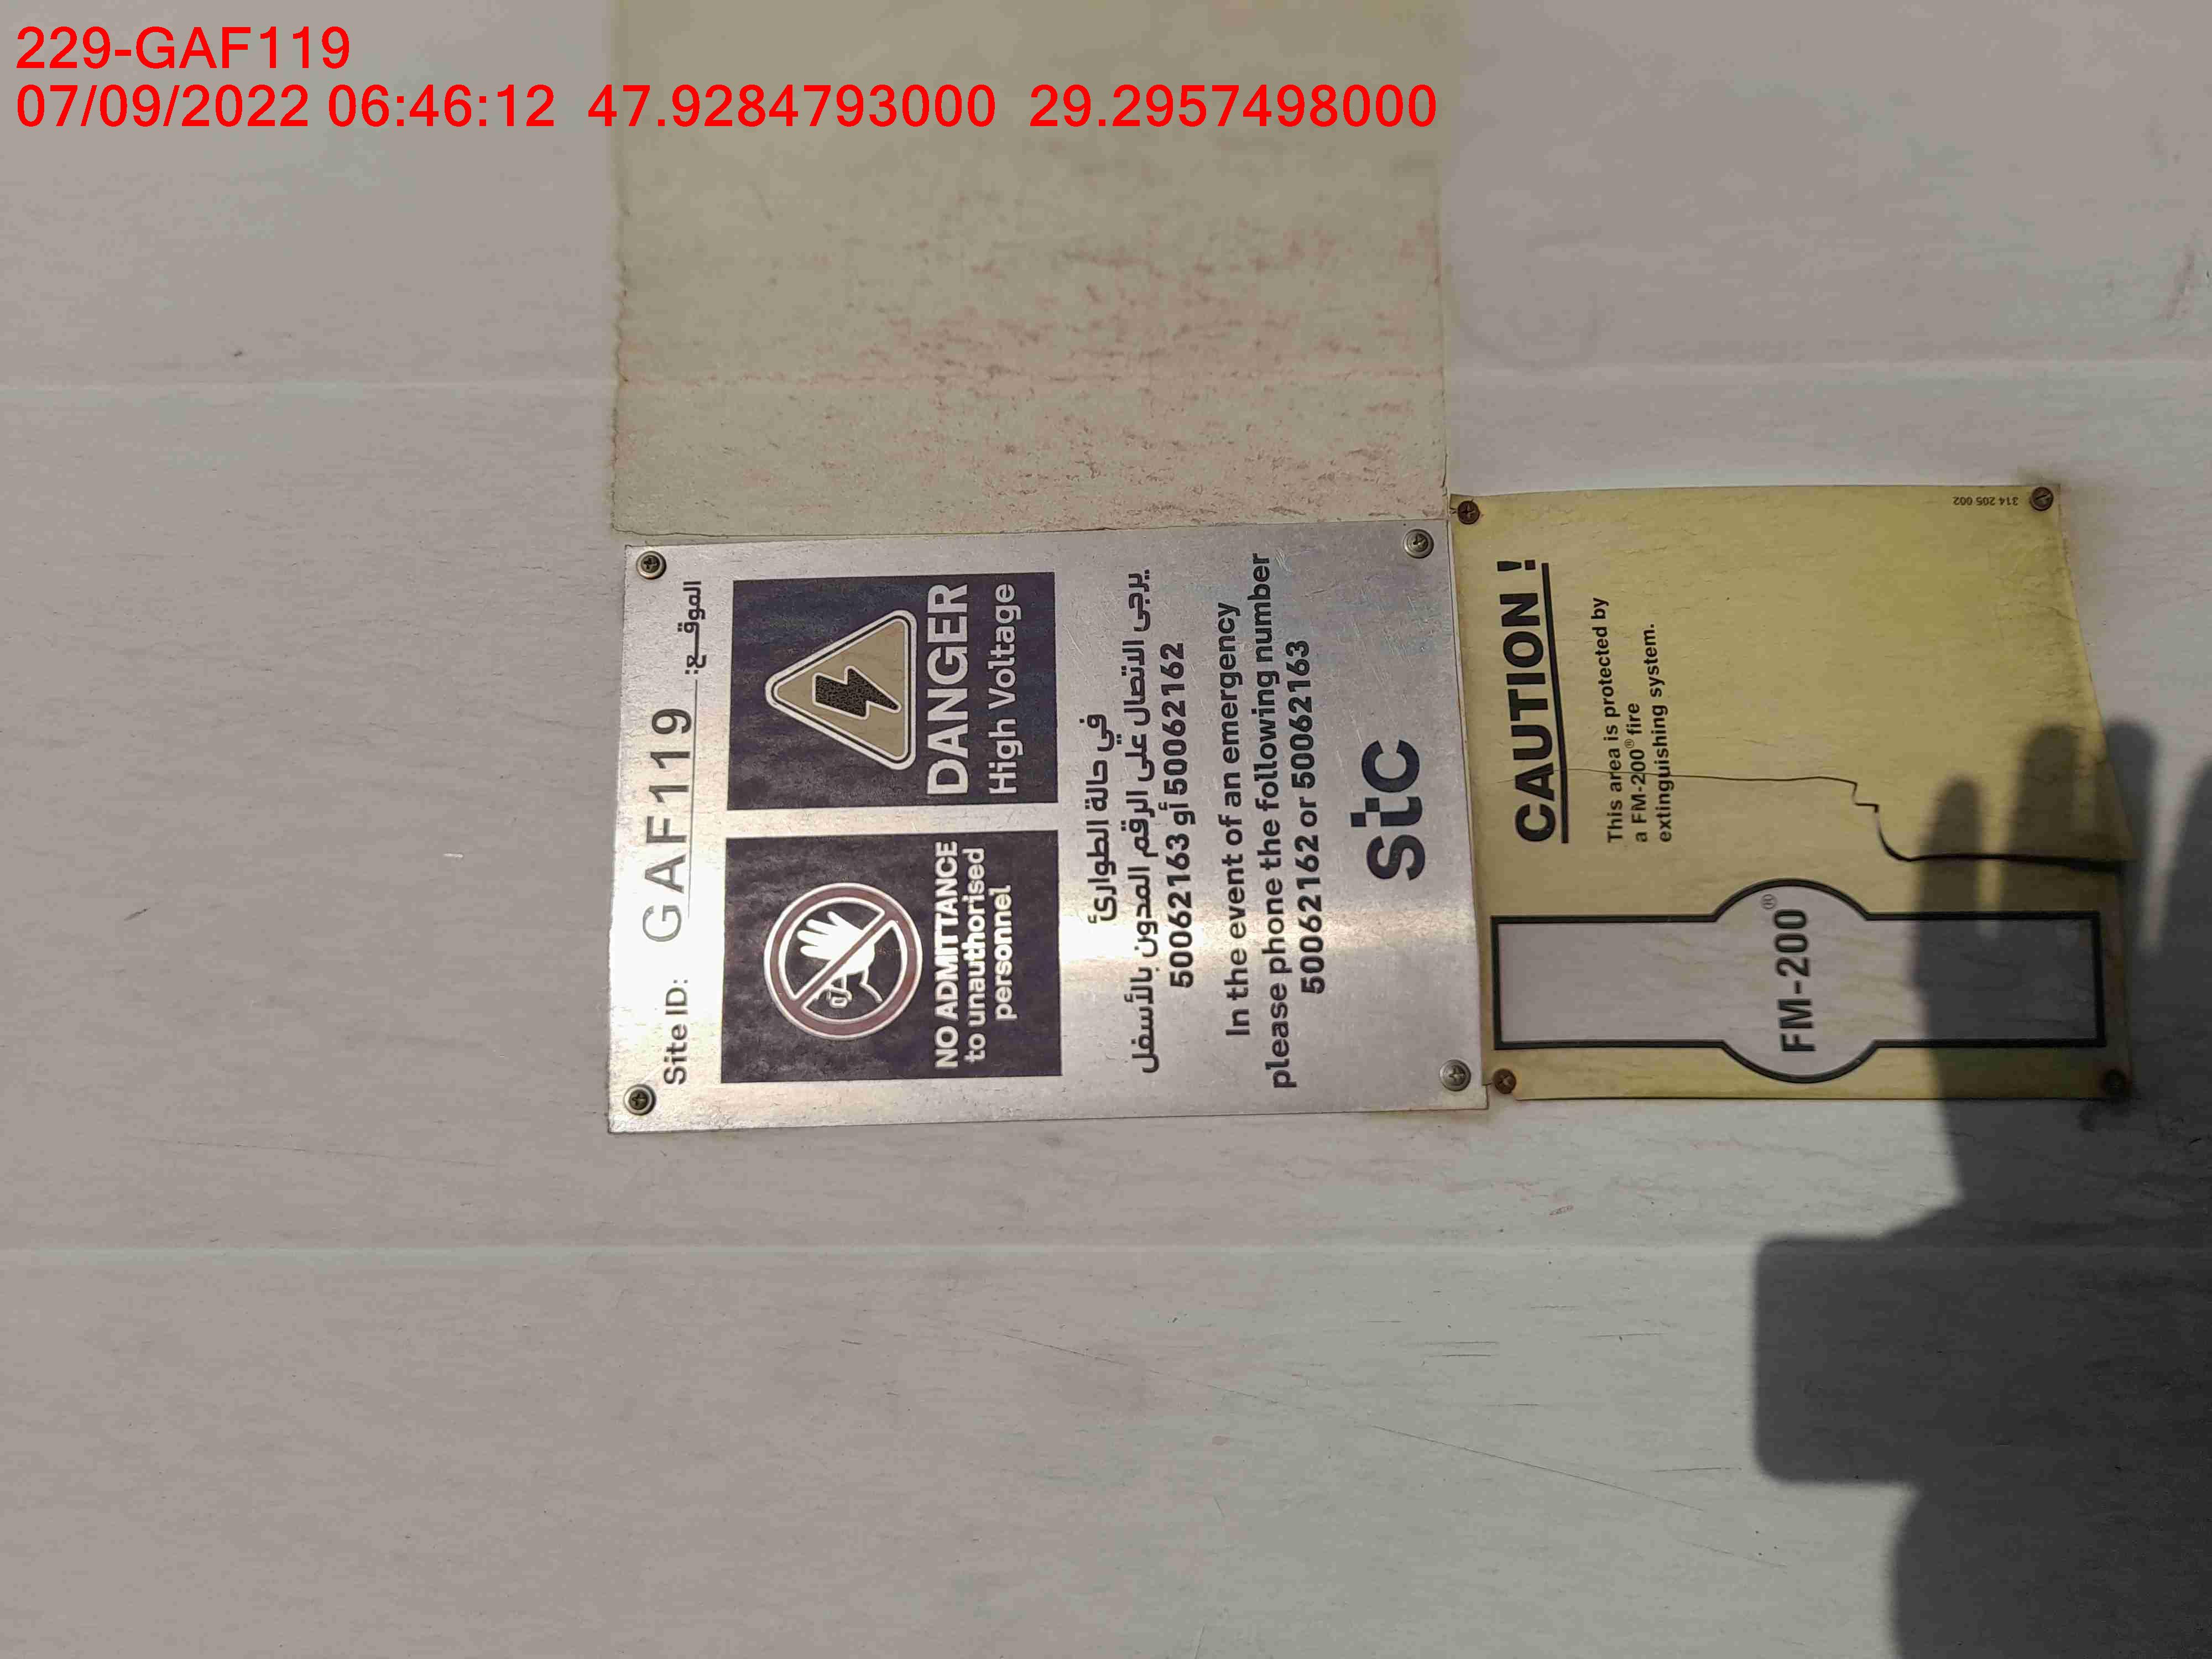 229-GAF119
07/09/2022 06:46:12 47.9284793000 29.2957498000
Site ID: GAF119 الموقـــع:
NO ADMITTANCE
to unauthorised
personnel
DANGER
High Voltage
في حالة الطوارئ
يرجى الاتصال على الرقم المدون بالأسفل
50062163 أو 50062162
In the event of an emergency
please phone the following number
50062162 or 50062163
stc
CAUTION !
This area is protected by
a FM-200® fire
extinguishing system.
FM-200®
314 205 002